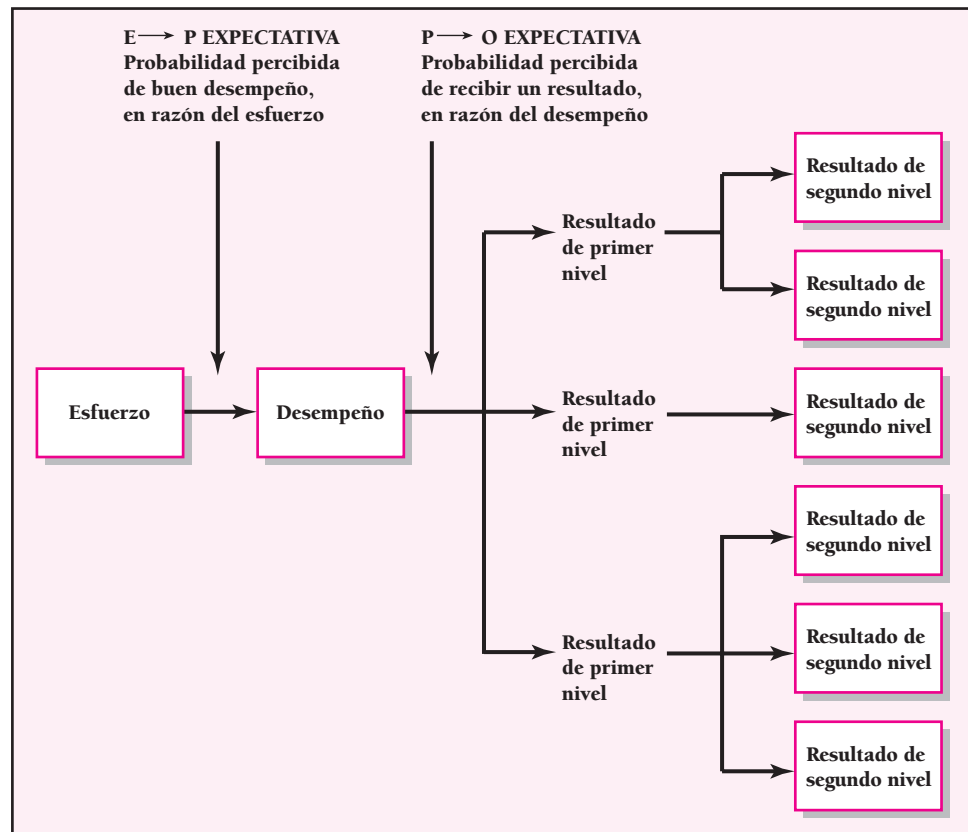 E → P EXPECTATIVA
Probabilidad percibida
de buen desempeño,
en razón del esfuerzo
P → O EXPECTATIVA
Probabilidad percibida
de recibir un resultado,
en razón del desempeño
Esfuerzo
Desempeño
Resultado
de primer
nivel
Resultado de
segundo nivel
Resultado de
segundo nivel
Resultado
de primer
nivel
Resultado de
segundo nivel
Resultado
de primer
nivel
Resultado de
segundo nivel
Resultado de
segundo nivel
Resultado de
segundo nivel